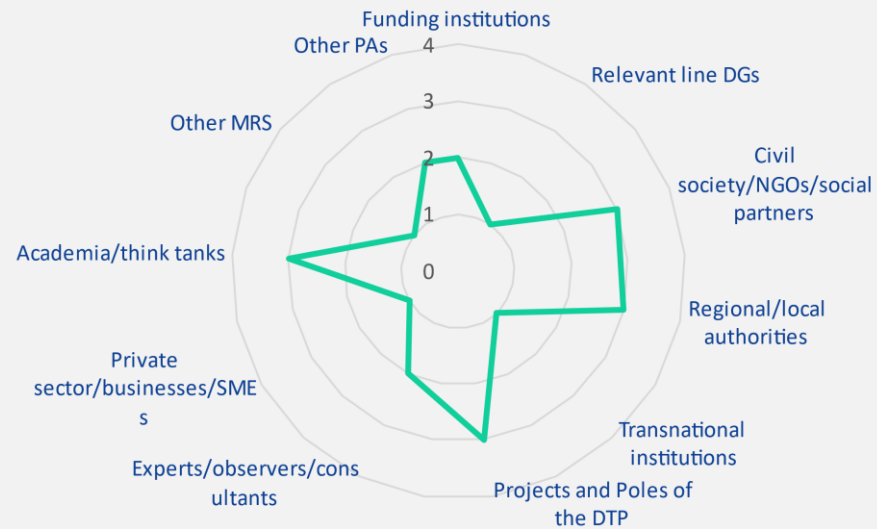 Funding institutions
Other PAs
4
Relevant line DGs
3
Other MRS
2
Civil
society/NGOs/social
partners
1
Academia/think tanks
0
Regional/local
authorities
Private
sector/businesses/SME
s
Transnational
institutions
Experts/observers/cons
ultants
Projects and Poles of
the DTP